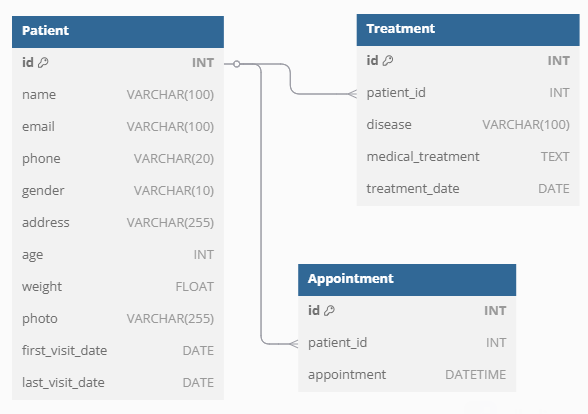 Patient
id INT
name VARCHAR(100)
email VARCHAR(100)
phone VARCHAR(20)
gender VARCHAR(10)
address VARCHAR(255)
age INT
weight FLOAT
photo VARCHAR(255)
first_visit_date DATE
last_visit_date DATE
Treatment
id INT
patient_id INT
disease VARCHAR(100)
medical_treatment TEXT
treatment_date DATE
Appointment
id INT
patient_id INT
appointment DATETIME